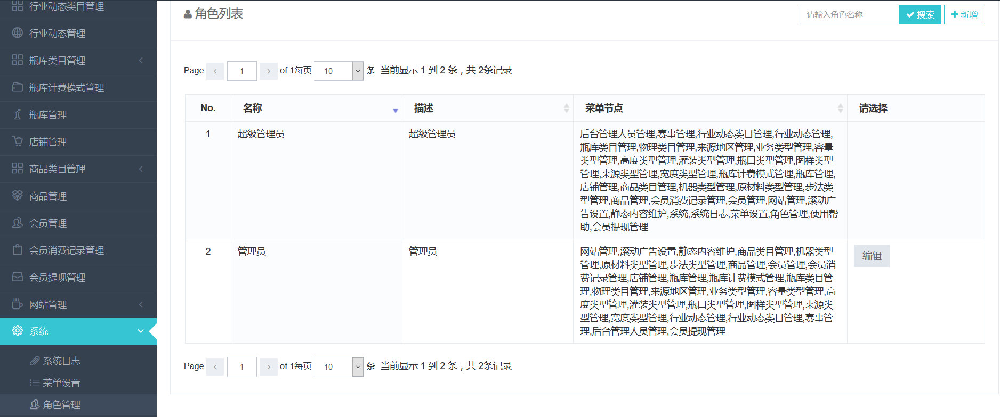 行业动态类目管理
行业动态管理
瓶库类目管理
瓶库计费模式管理
瓶库管理
店铺管理
商品类目管理
商品管理
会员管理
会员消费记录管理
会员提现管理
网站管理
系统
系统日志
菜单设置
角色管理
角色列表
请输入角色名称
搜索
新增
Page 1 of 1每页 10 条 当前显示 1 到 2 条，共 2条记录
No. 名称 描述 菜单节点 请选择
1 超级管理员 超级管理员 后台管理人员管理,赛事管理,行业动态类目管理,行业动态管理,
瓶库类目管理,物理类目管理,来源地区管理,业务类型管理,容量
类型管理,高度类型管理,灌装类型管理,瓶口类型管理,图样类型
管理,来源类型管理,宽度类型管理,瓶库计费模式管理,瓶库管理,
店铺管理,商品类目管理,机器类型管理,原材料类型管理,步法类
型管理,商品管理,会员消费记录管理,会员管理,网站管理,滚动广
告设置,静态内容维护,系统,系统日志,菜单设置,角色管理,使用帮
助,会员提现管理
2 管理员 管理员 网站管理,滚动广告设置,静态内容维护,商品类目管理,机器类型 编辑
管理,原材料类型管理,步法类型管理,商品管理,会员管理,会员消
费记录管理,店铺管理,瓶库管理,瓶库计费模式管理,瓶库类目管
理,物理类目管理,来源地区管理,业务类型管理,容量类型管理,高
度类型管理,灌装类型管理,瓶口类型管理,图样类型管理,来源类
型管理,宽度类型管理,行业动态管理,行业动态类目管理,赛事管
理,后台管理人员管理,会员提现管理
Page 1 of 1每页 10 条 当前显示 1 到 2 条，共 2条记录